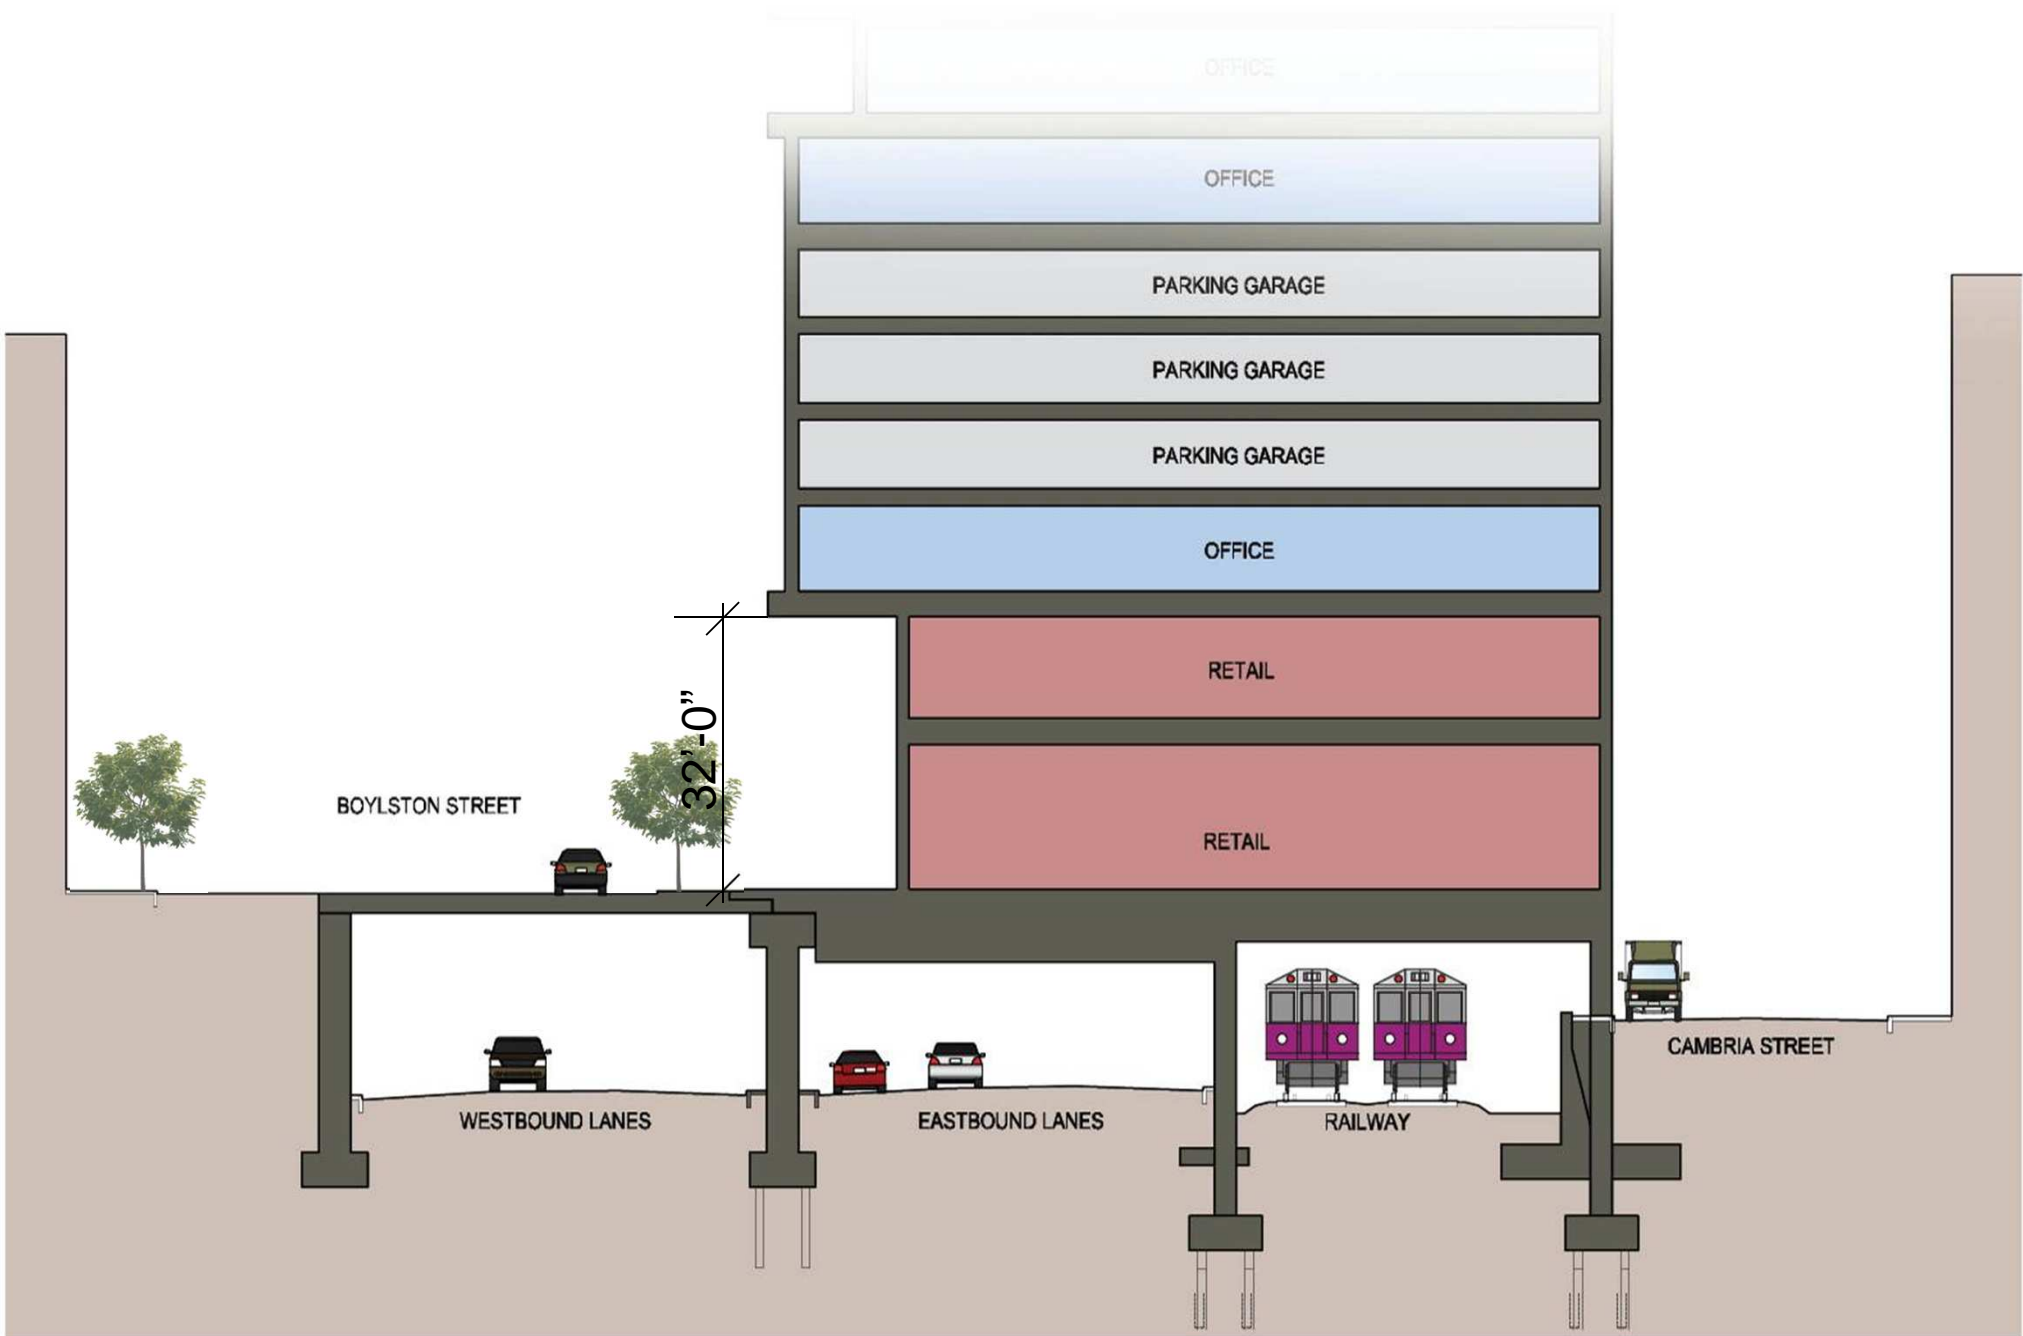 OFFICE
OFFICE
PARKING GARAGE
PARKING GARAGE
PARKING GARAGE
OFFICE
RETAIL
32'-0"
BOYLSTON STREET
RETAIL
CAMBRIA STREET
WESTBOUND LANES
EASTBOUND LANES
RAILWAY